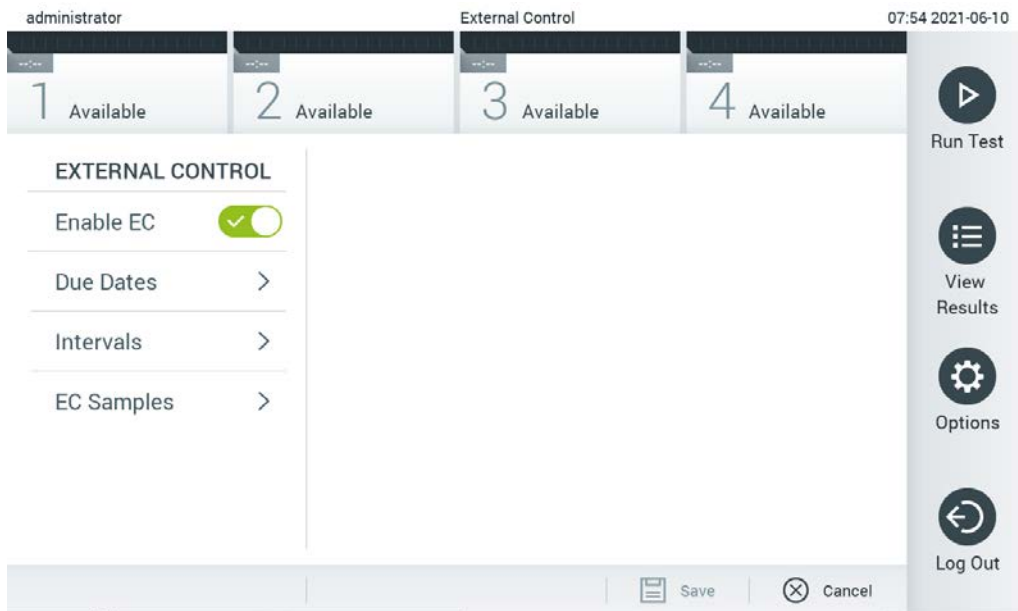 administrator External Control 07:54 2021-06-10
--:-- --:-- --:-- --:--
1 Available 2 Available 3 Available 4 Available
Run Test
EXTERNAL CONTROL
Enable EC
Due Dates
Intervals
EC Samples
View
Results
Options
Log Out
Save Cancel